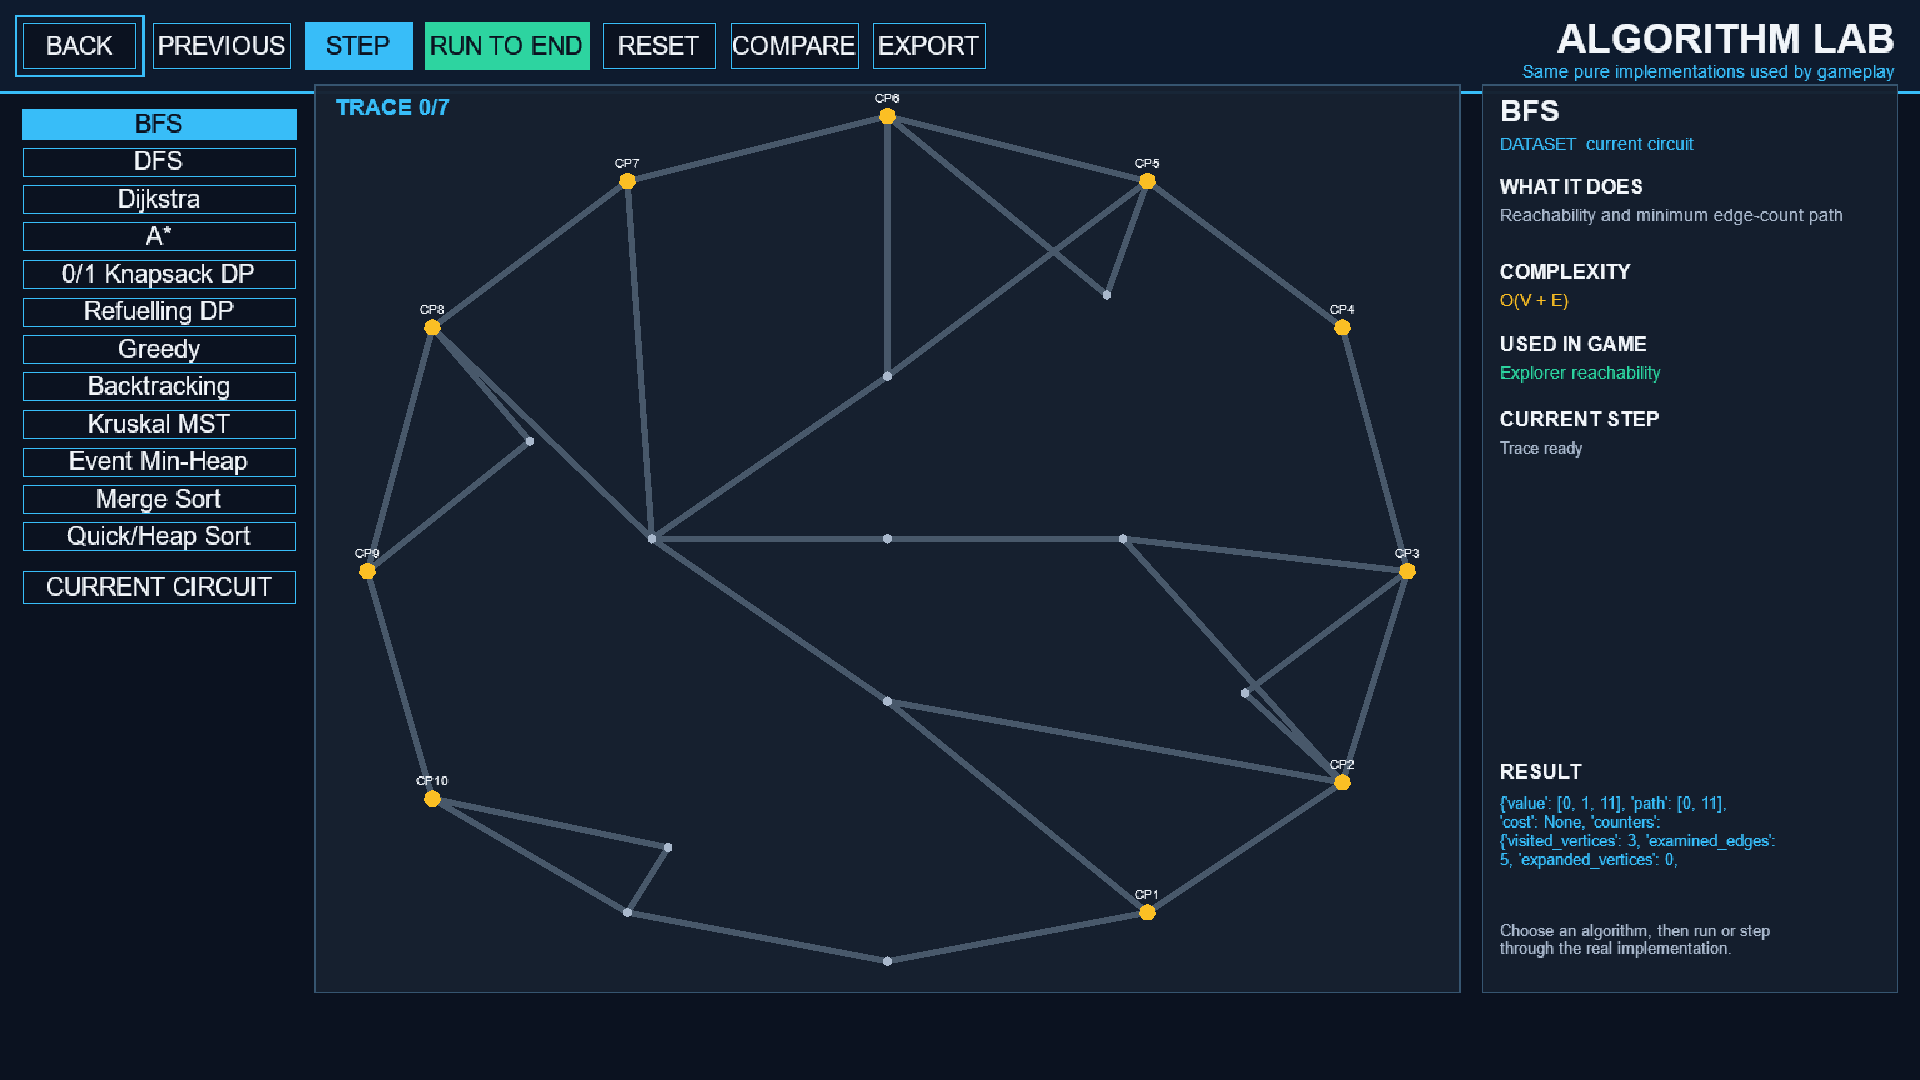 BACK
PREVIOUS
STEP
RUN TO END
RESET
COMPARE
EXPORT
ALGORITHM LAB
Same pure implementations used by gameplay
BFS
DFS
Dijkstra
A*
0/1 Knapsack DP
Refuelling DP
Greedy
Backtracking
Kruskal MST
Event Min-Heap
Merge Sort
Quick/Heap Sort
CURRENT CIRCUIT
TRACE 0/7
CP6
CP7
CP5
CP8
CP4
CP9
CP3
CP10
CP2
CP1
BFS
DATASET current circuit
WHAT IT DOES
Reachability and minimum edge-count path
COMPLEXITY
O(V + E)
USED IN GAME
Explorer reachability
CURRENT STEP
Trace ready
RESULT
{'value': [0, 1, 11], 'path': [0, 11],
'cost': None, 'counters':
{'visited_vertices': 3, 'examined_edges':
5, 'expanded_vertices': 0,
Choose an algorithm, then run or step
through the real implementation.